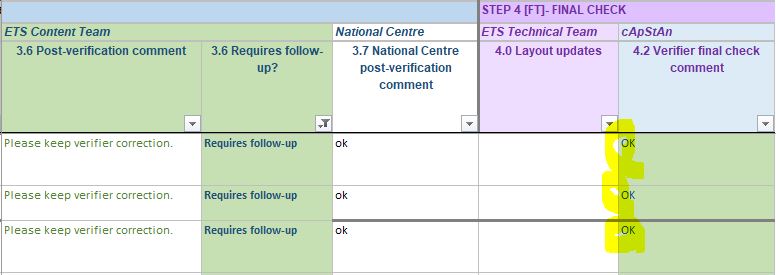 STEP 4 [FT]- FINAL CHECK
ETS Content Team National Centre ETS Technical Team cApStAn
3.6 Post-verification comment
3.6 Requires follow-
up?
3.7 National Centre
post-verification
comment
4.0 Layout updates
4.2 Verifier final check
comment
Please keep verifier correction. Requires follow-up ok OK
Please keep verifier correction. Requires follow-up ok OK
Please keep verifier correction. Requires follow-up ok OK